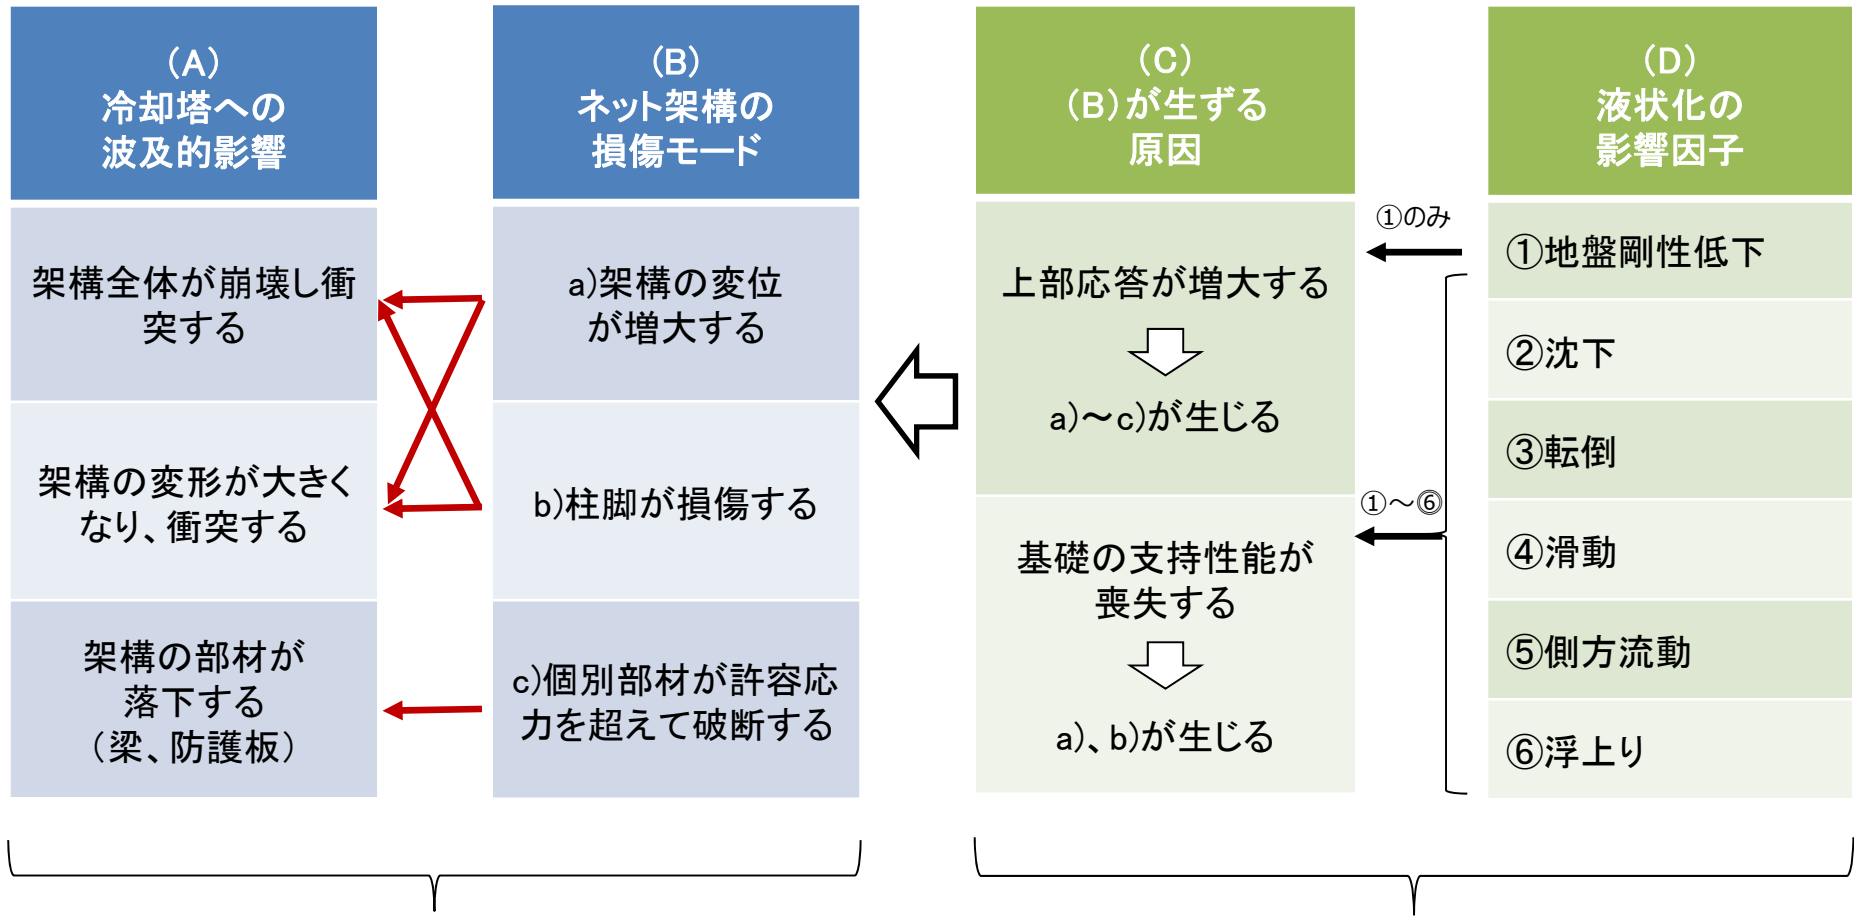 (A)
冷却塔への
波及的影響
架構全体が崩壊し衝
突する
架構の変形が大きく
なり、衝突する
架構の部材が
落下する
(梁、防護板)
(B)
ネット架構の
損傷モード
a)架構の変位
が増大する
b)柱脚が損傷する
c)個別部材が許容応
力を超えて破断する
(C)
(B)が生ずる
原因
上部応答が増大する
a)~c)が生じる
基礎の支持性能が
喪失する
a)、b)が生じる
①のみ
①~⑥
(D)
液状化の
影響因子
①地盤剛性低下
②沈下
③転倒
④滑動
⑤側方流動
⑥浮上り